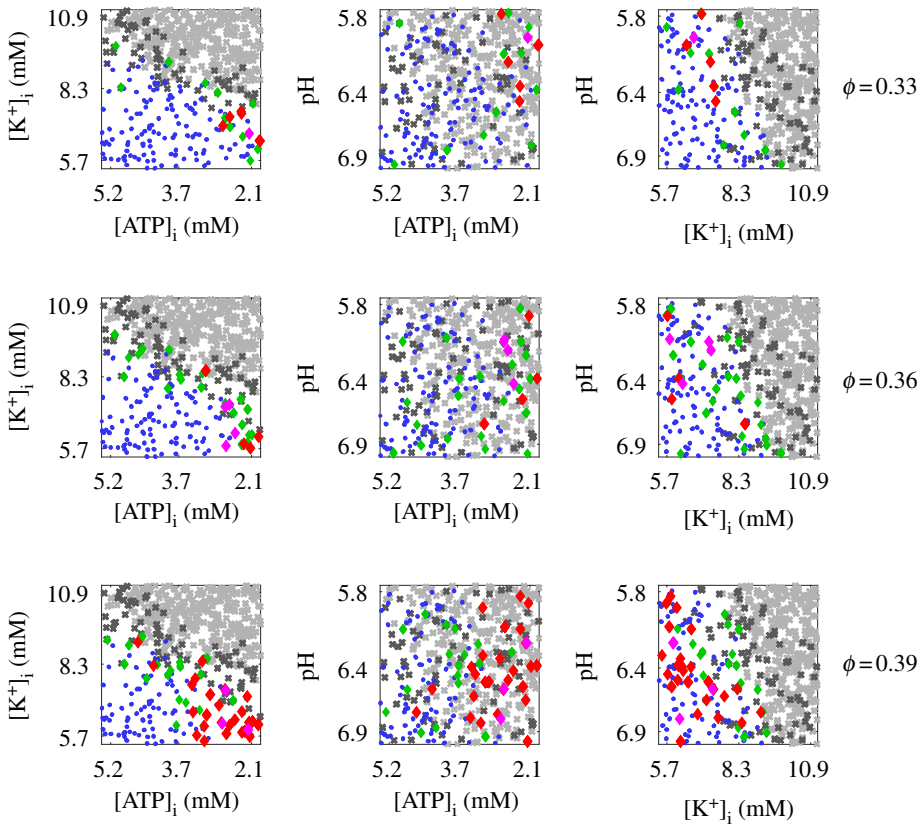 10.9 8.3 5.7 [K⁺]ᵢ (mM) 5.2 3.7 2.1 [ATP]ᵢ (mM)
5.8 6.4 6.9 pH 5.2 3.7 2.1 [ATP]ᵢ (mM)
5.8 6.4 6.9 pH 5.7 8.3 10.9 [K⁺]ᵢ (mM)
ϕ = 0.33
10.9 8.3 5.7 [K⁺]ᵢ (mM) 5.2 3.7 2.1 [ATP]ᵢ (mM)
5.8 6.4 6.9 pH 5.2 3.7 2.1 [ATP]ᵢ (mM)
5.8 6.4 6.9 pH 5.7 8.3 10.9 [K⁺]ᵢ (mM)
ϕ = 0.36
10.9 8.3 5.7 [K⁺]ᵢ (mM) 5.2 3.7 2.1 [ATP]ᵢ (mM)
5.8 6.4 6.9 pH 5.2 3.7 2.1 [ATP]ᵢ (mM)
5.8 6.4 6.9 pH 5.7 8.3 10.9 [K⁺]ᵢ (mM)
ϕ = 0.39